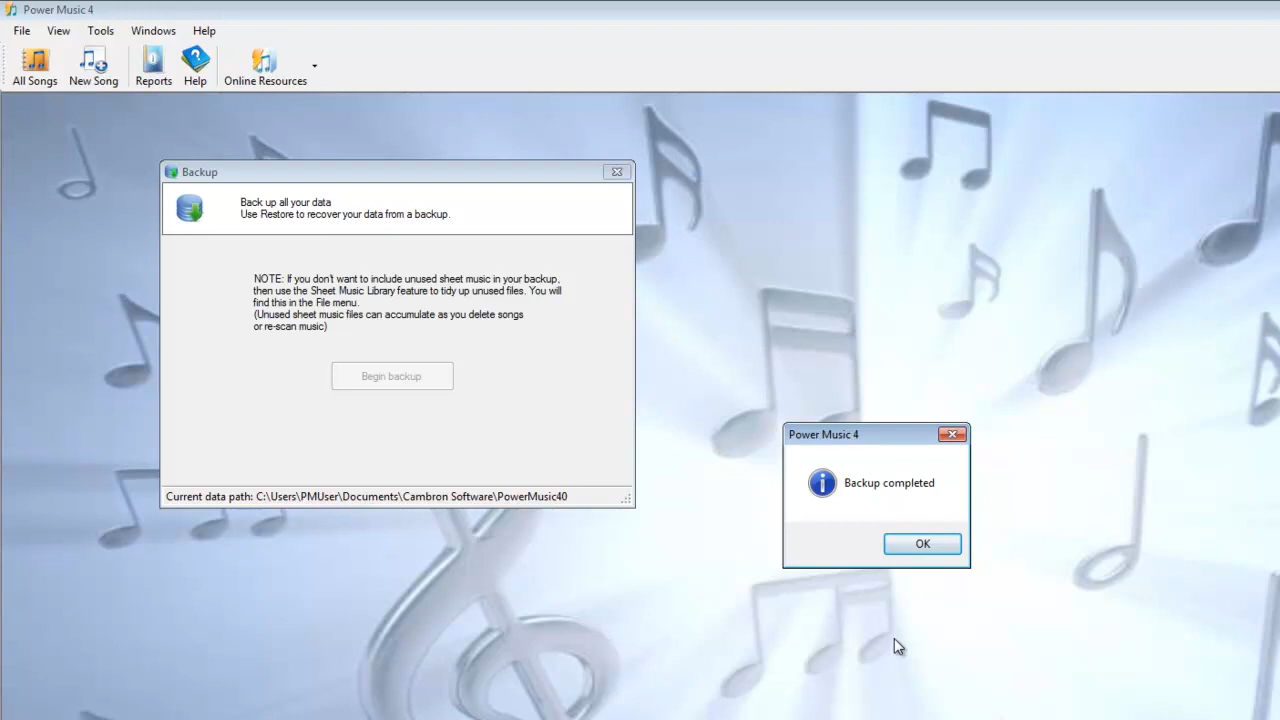 Power Music 4
File View Tools Windows Help
All Songs New Song Reports Help Online Resources
Backup
Back up all your data
Use Restore to recover your data from a backup.
NOTE: If you don't want to include unused sheet music in your backup,
then use the Sheet Music Library feature to tidy up unused files. You will
find this in the File menu.
(Unused sheet music files can accumulate as you delete songs
or re-scan music)
Begin backup
Current data path: C:\Users\PMUser\Documents\Cambron Software\PowerMusic40
Power Music 4
Backup completed
OK